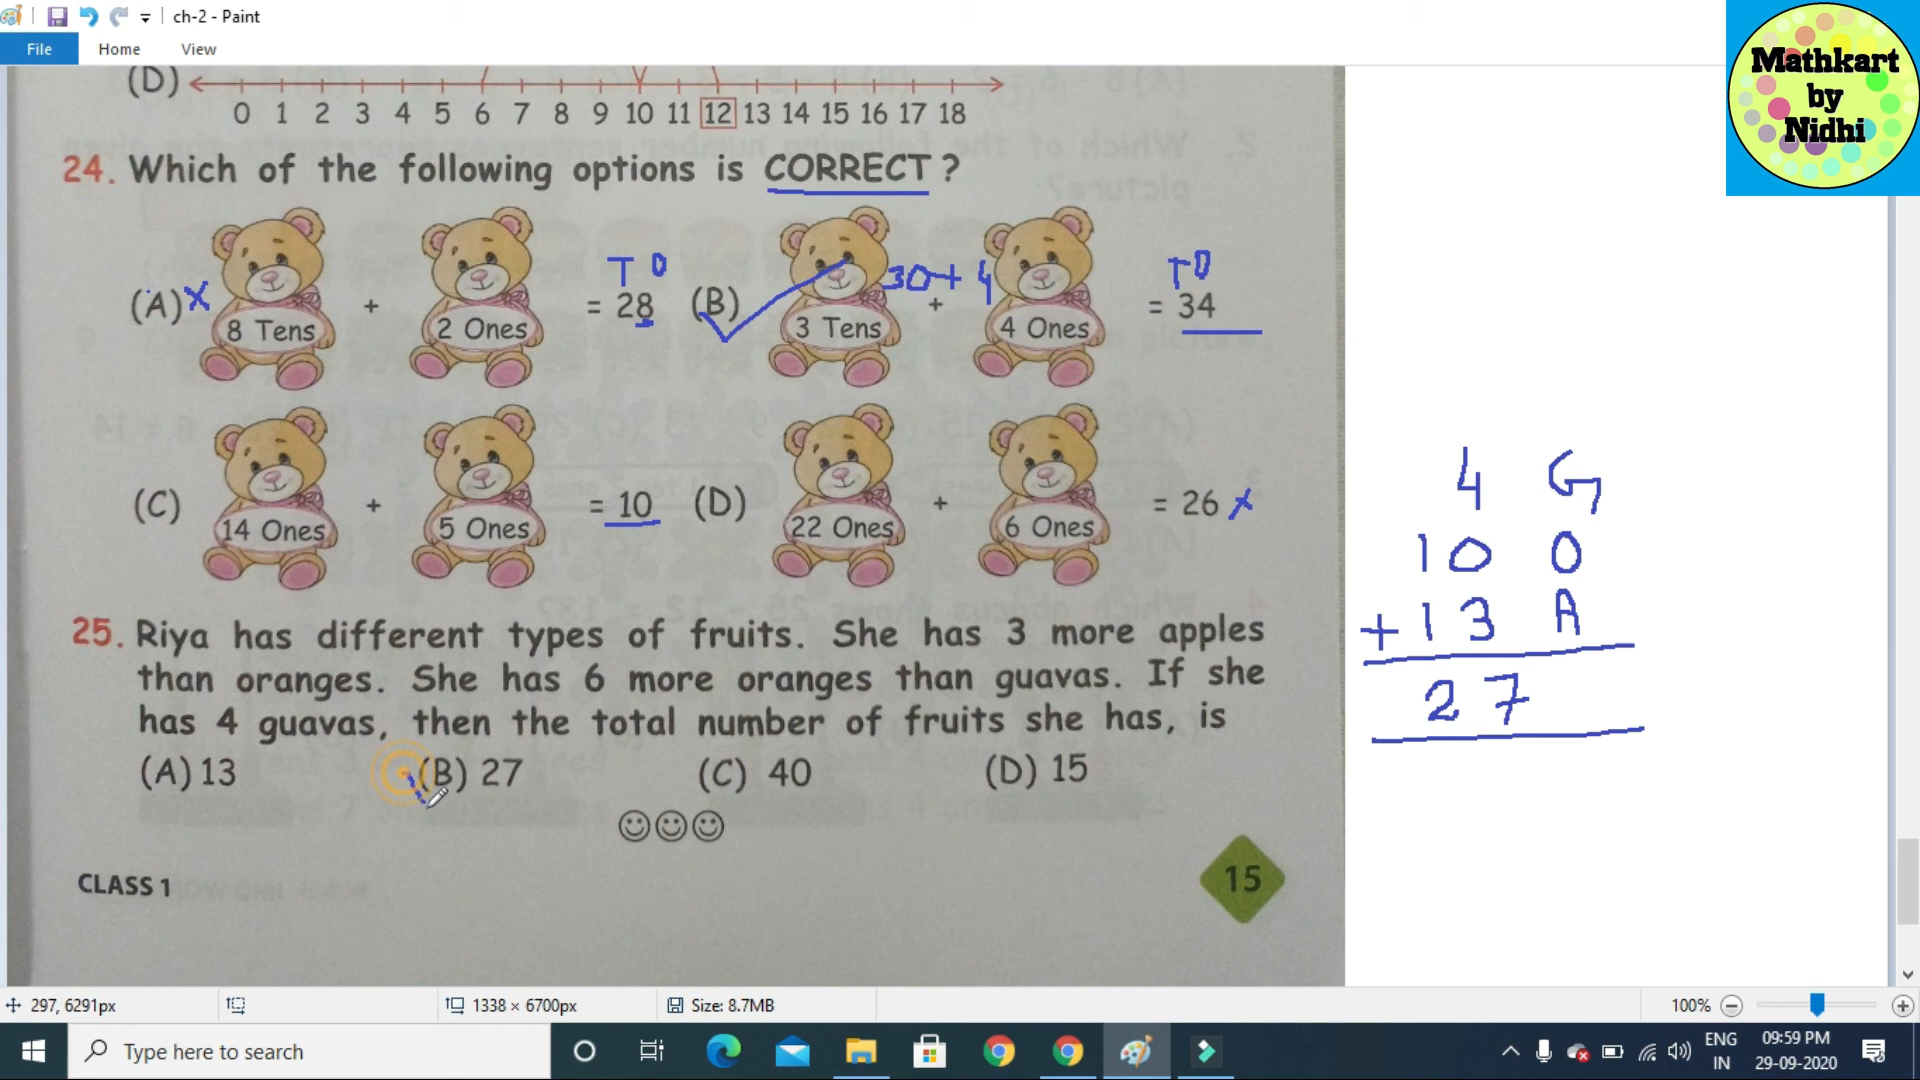 ch-2 - Paint
File Home View
Mathkart
by
Nidhi
(D) 0 1 2 3 4 5 6 7 8 9 10 11 12 13 14 15 16 17 18
24. Which of the following options is CORRECT ?
(A) x 8 Tens + 2 Ones = 28 T O
(B) 3 Tens 30+4 + 4 Ones = 34 T O
(C) 14 Ones + 5 Ones = 10
(D) 22 Ones + 6 Ones = 26 x
25. Riya has different types of fruits. She has 3 more apples
than oranges. She has 6 more oranges than guavas. If she
has 4 guavas, then the total number of fruits she has, is
(A) 13 (B) 27 (C) 40 (D) 15
CLASS 1
15
4 G
10 O
+ 13 A
27
297, 6291px 1338 × 6700px Size: 8.7MB 100%
Type here to search
ENG
IN
09:59 PM
29-09-2020